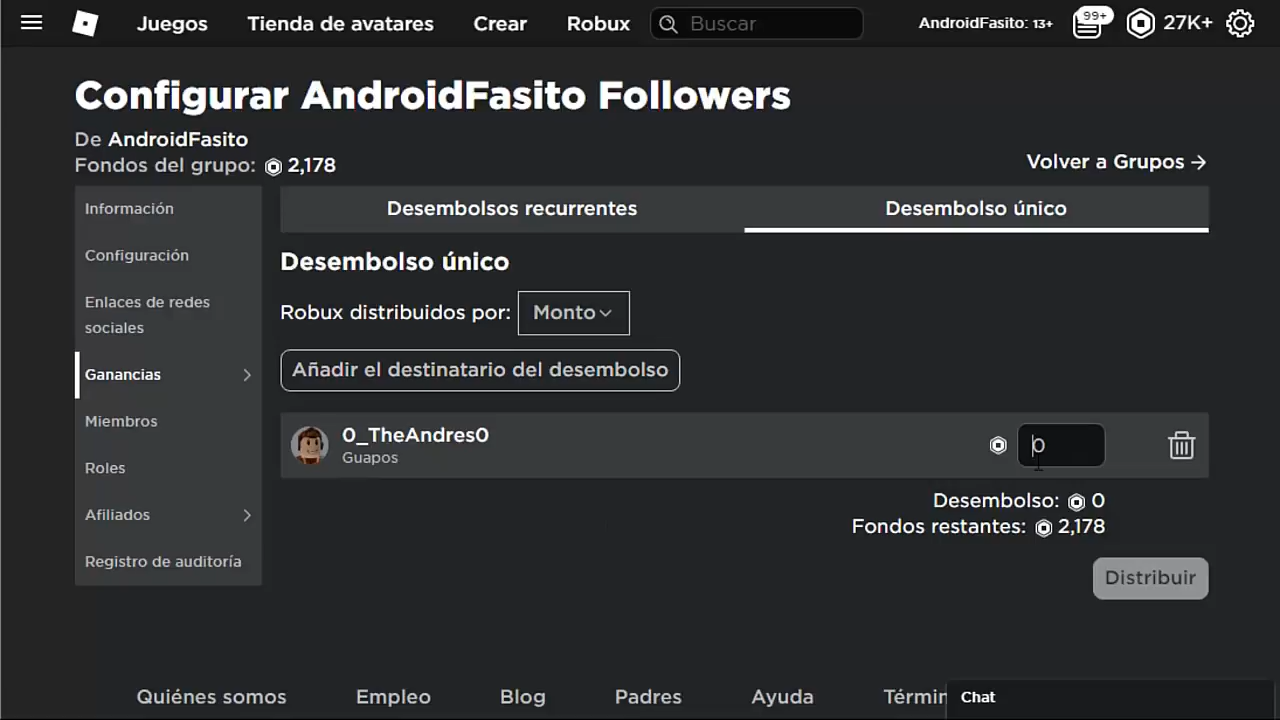 Juegos
Tienda de avatares
Crear
Robux
Buscar
AndroidFasito: 13+
99+
27K+
Configurar AndroidFasito Followers
De AndroidFasito
Fondos del grupo: 2,178
Volver a Grupos →
Información
Configuración
Enlaces de redes
sociales
Ganancias
Miembros
Roles
Afiliados
Registro de auditoría
Desembolsos recurrentes
Desembolso único
Desembolso único
Robux distribuidos por: Monto
Añadir el destinatario del desembolso
0_TheAndres0
Guapos
0
Desembolso: 0
Fondos restantes: 2,178
Distribuir
Quiénes somos
Empleo
Blog
Padres
Ayuda
Términ
Chat